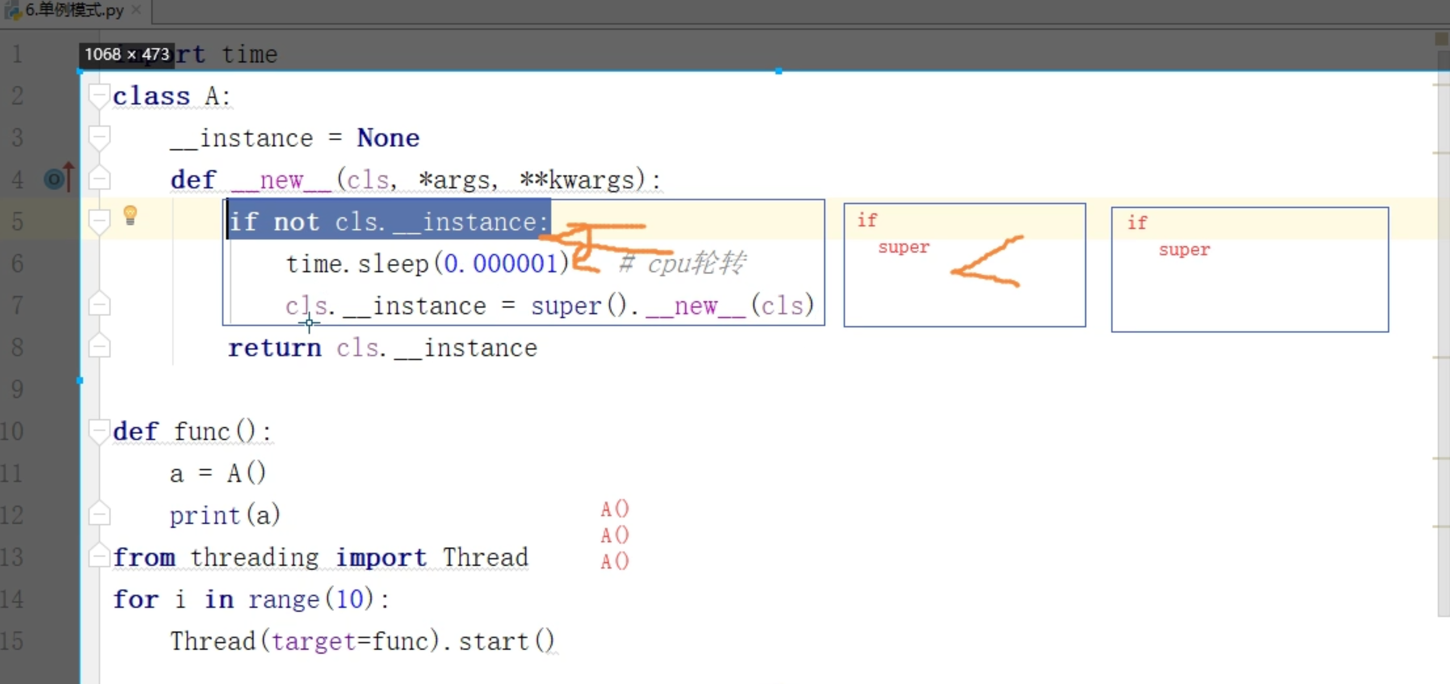 6.单例模式.py
1068 × 473
1 import time
2 class A:
3 __instance = None
4 def __new__(cls, *args, **kwargs):
5 if not cls.__instance:
6 time.sleep(0.000001) # cpu轮转
7 cls.__instance = super().__new__(cls)
8 return cls.__instance
9
10 def func():
11 a = A()
12 print(a)
13 from threading import Thread
14 for i in range(10):
15 Thread(target=func).start()
if
super
if
super
A()
A()
A()